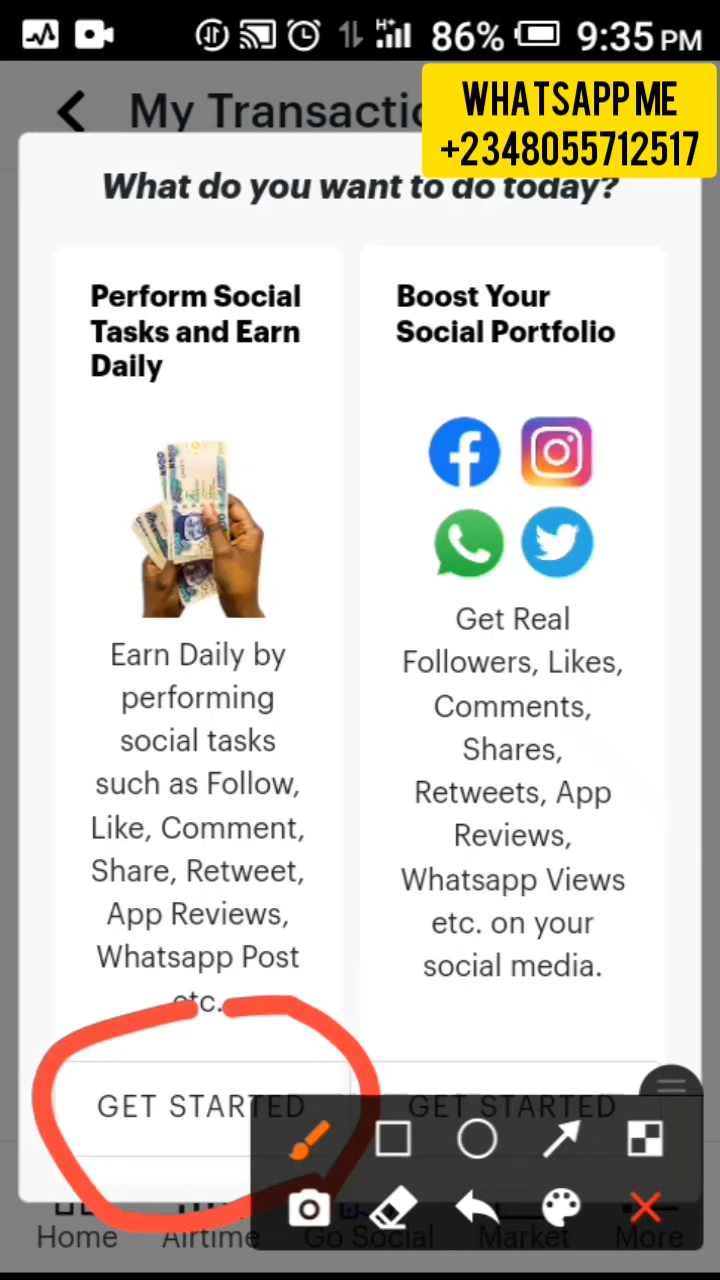 H+
86%
9:35 PM
My Transactio
WHATSAPP ME
+2348055712517
What do you want to do today?
Perform Social
Tasks and Earn
Daily
Earn Daily by
performing
social tasks
such as Follow,
Like, Comment,
Share, Retweet,
App Reviews,
Whatsapp Post
etc.
GET STARTED
Boost Your
Social Portfolio
Get Real
Followers, Likes,
Comments,
Shares,
Retweets, App
Reviews,
Whatsapp Views
etc. on your
social media.
GET STARTED
Home
Airtime
Go Social
Market
More